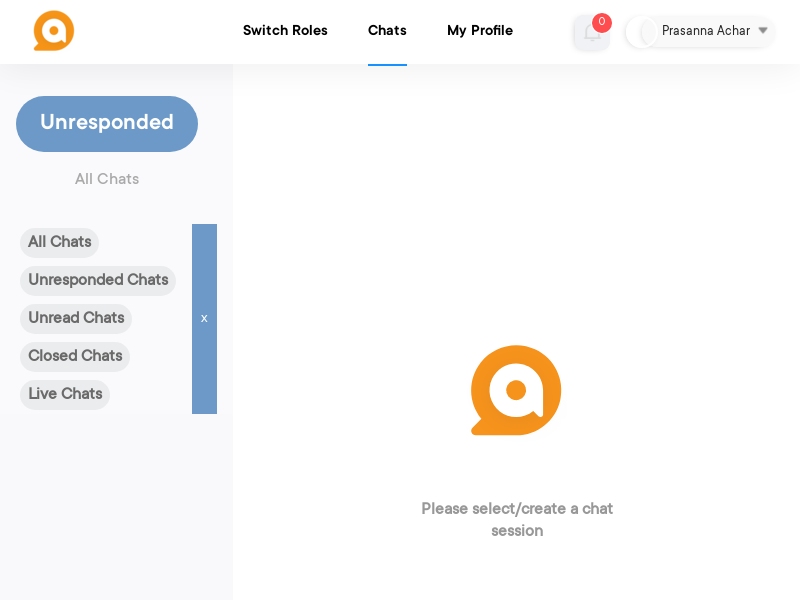 Switch Roles
Chats
My Profile
0
Prasanna Achar
Unresponded
All Chats
All Chats
Unresponded Chats
Unread Chats
Closed Chats
Live Chats
x
Please select/create a chat
session